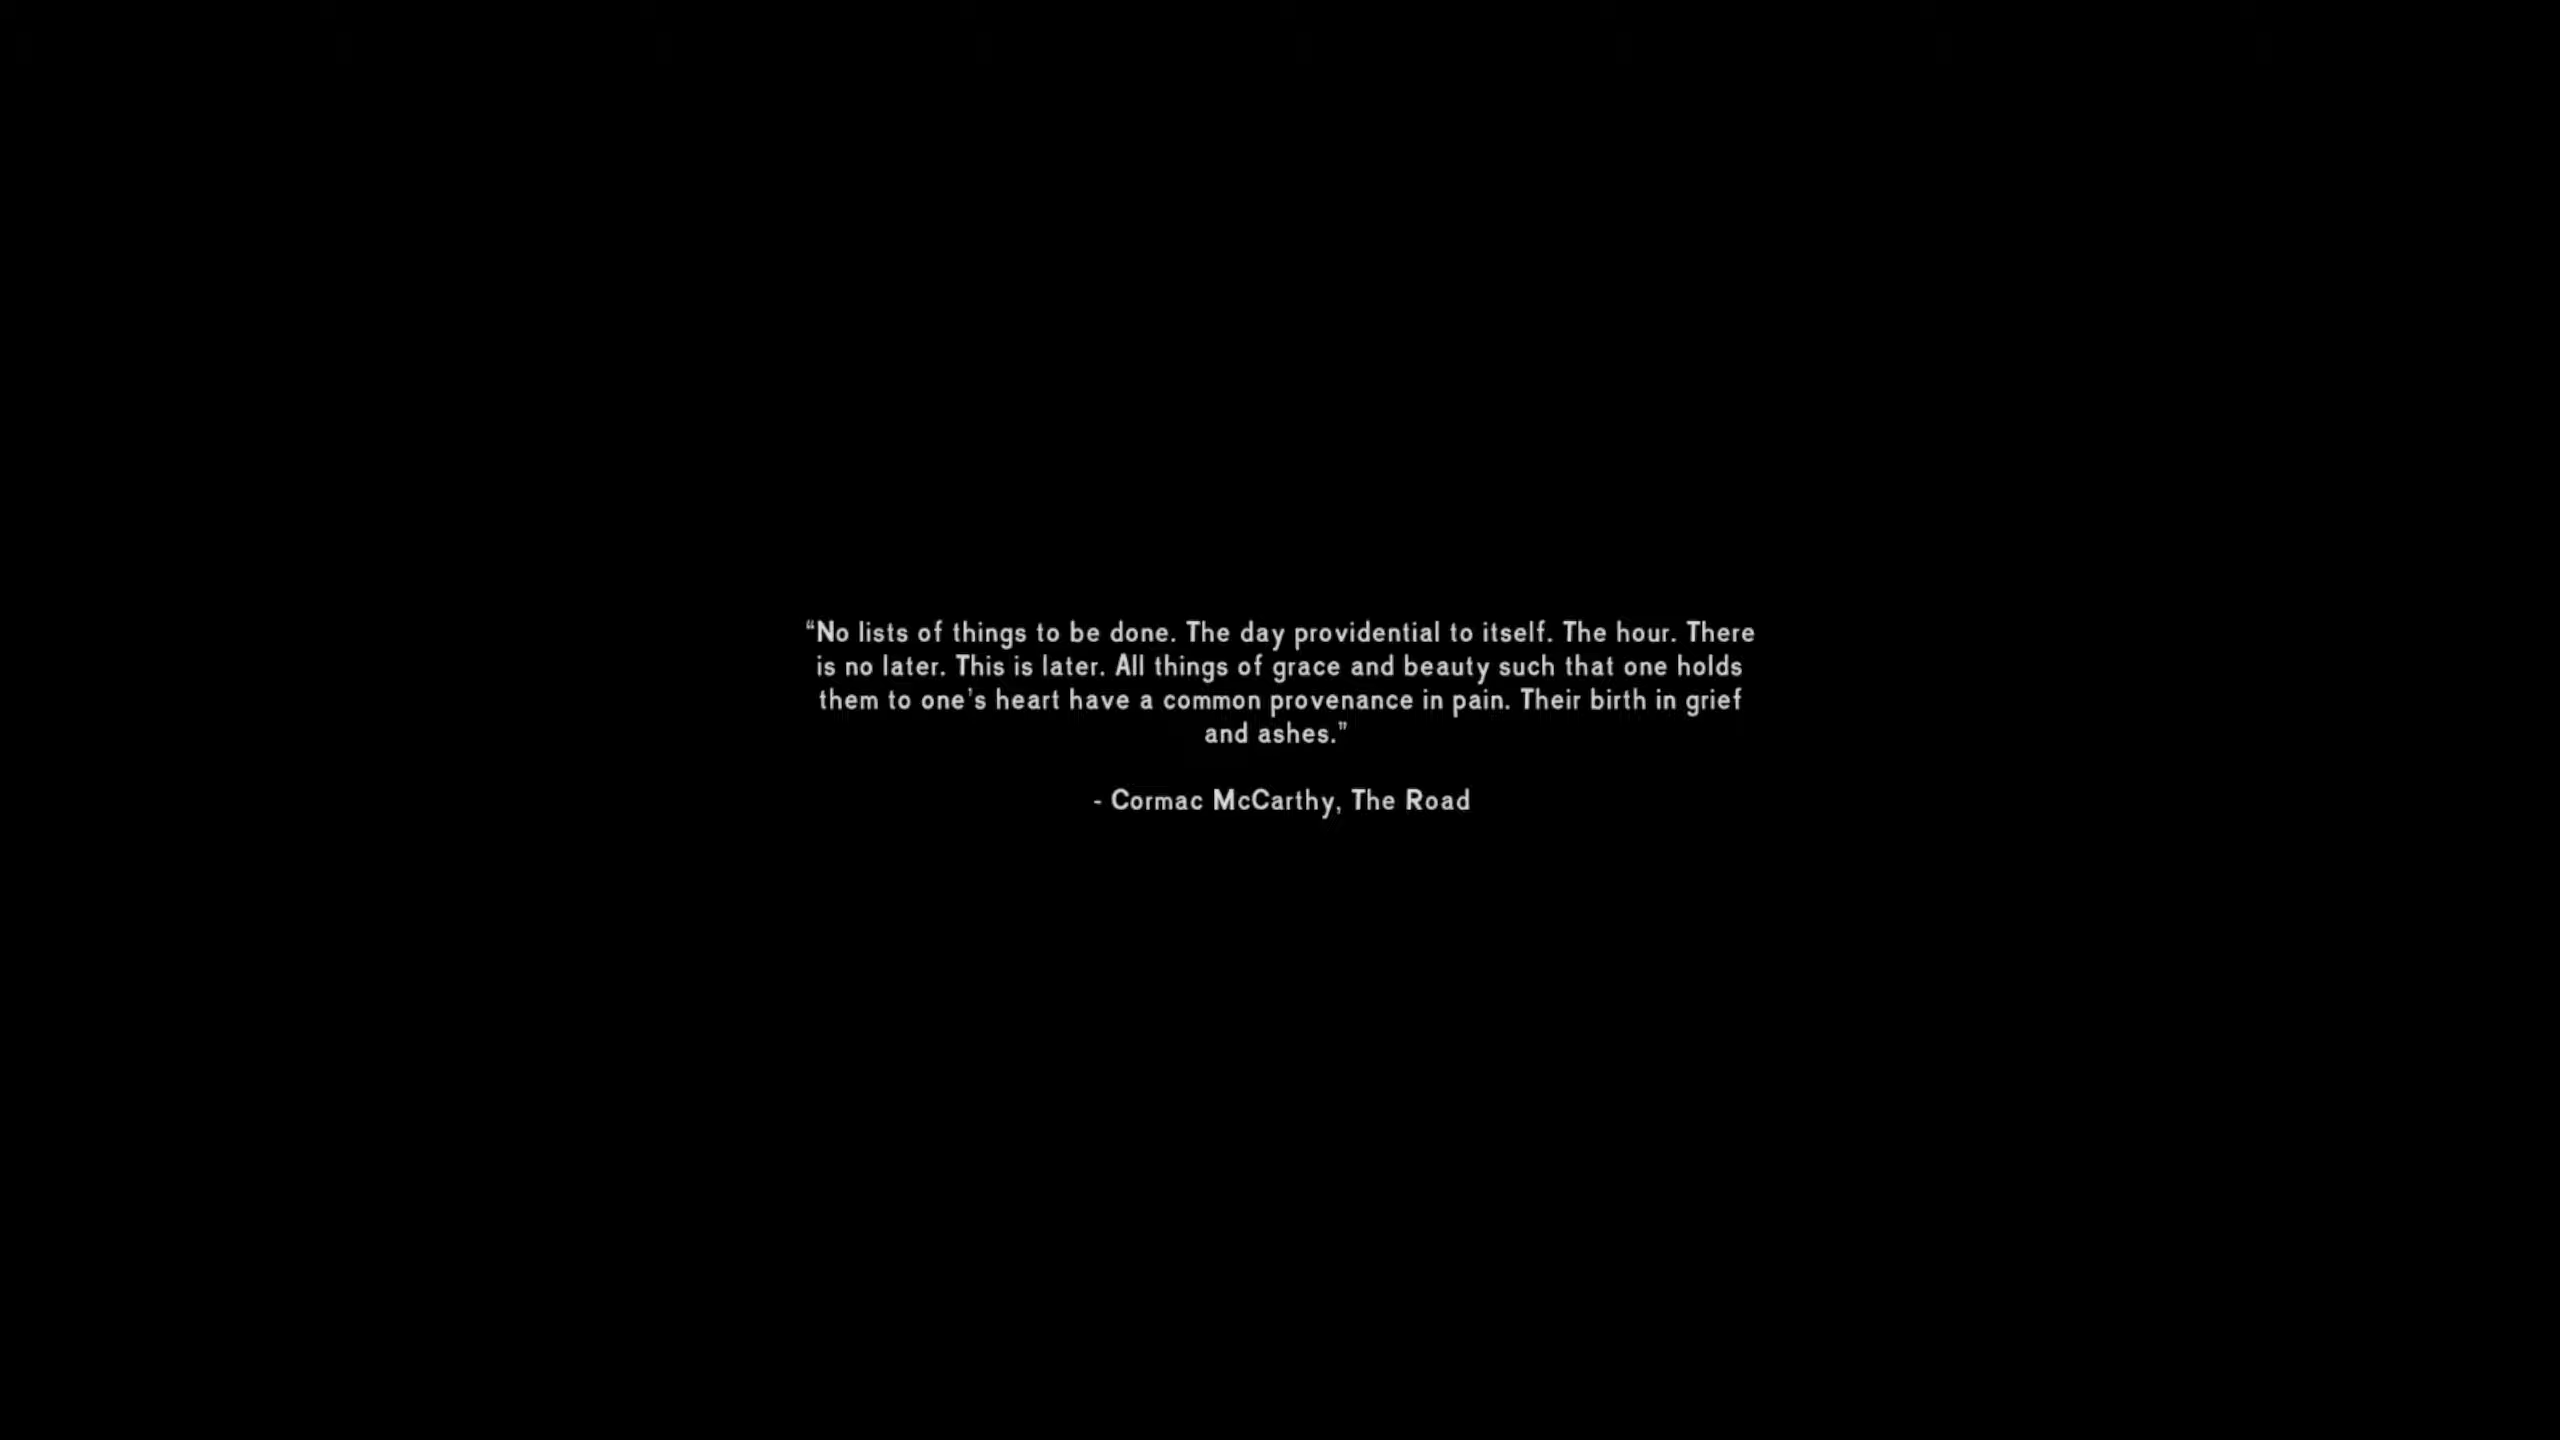 “No lists of things to be done. The day providential to itself. The hour. There
is no later. This is later. All things of grace and beauty such that one holds
them to one’s heart have a common provenance in pain. Their birth in grief
and ashes.”
- Cormac McCarthy, The Road